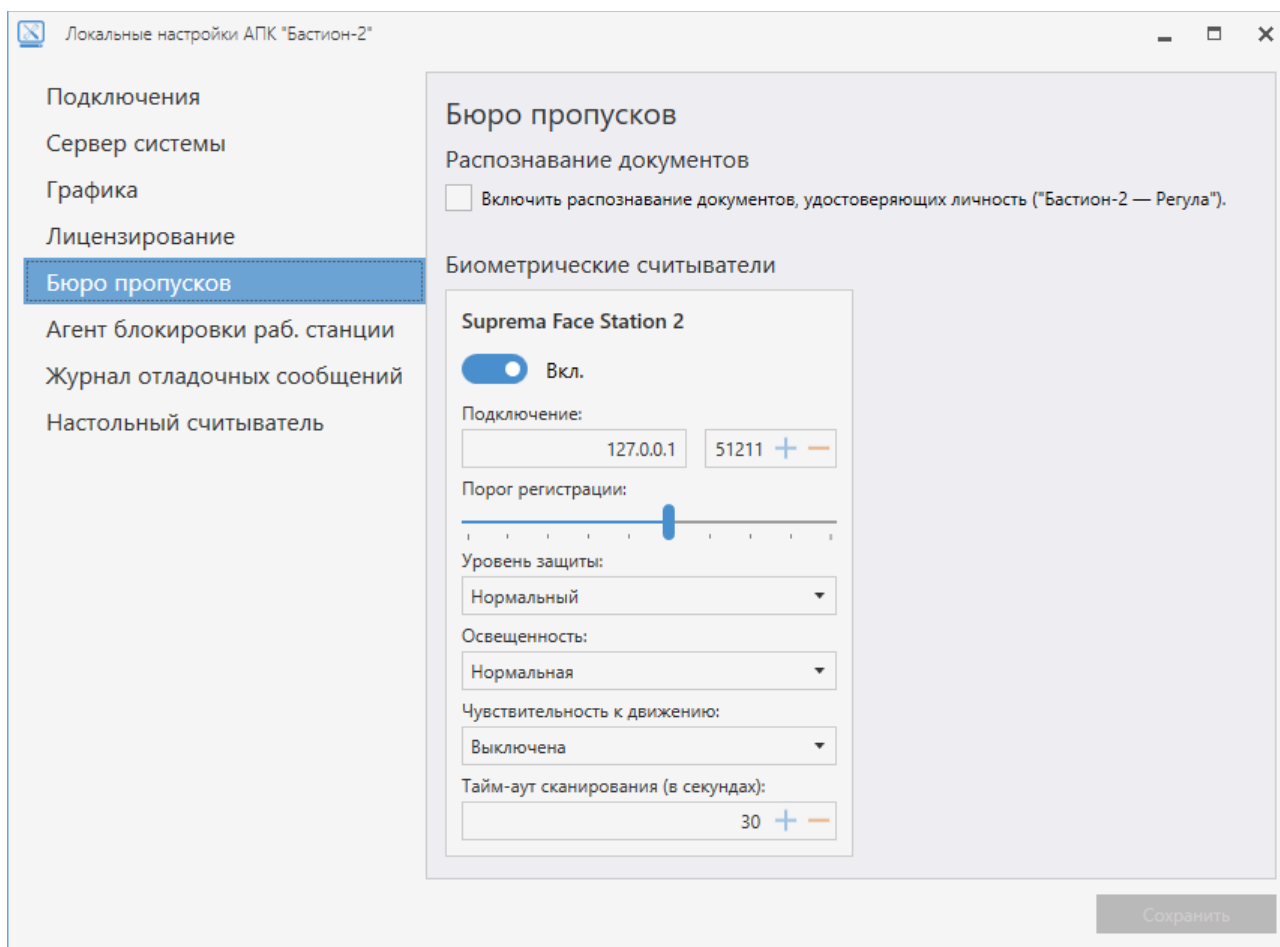 Локальные настройки АПК "Бастион-2"
Подключения
Сервер системы
Графика
Лицензирование
Бюро пропусков
Агент блокировки раб. станции
Журнал отладочных сообщений
Настольный считыватель
Бюро пропусков
Распознавание документов
Включить распознавание документов, удостоверяющих личность ("Бастион-2 — Регула").
Биометрические считыватели
Suprema Face Station 2
Вкл.
Подключение:
127.0.0.1 51211
Порог регистрации:
Уровень защиты:
Нормальный
Освещенность:
Нормальная
Чувствительность к движению:
Выключена
Тайм-аут сканирования (в секундах):
30
Сохранить